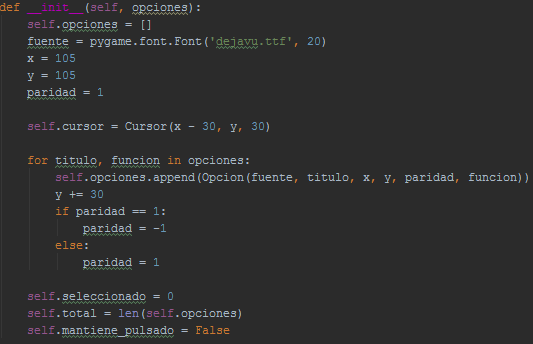 def __init__(self, opciones):
    self.opciones = []
    fuente = pygame.font.Font('dejavu.ttf', 20)
    x = 105
    y = 105
    paridad = 1

    self.cursor = Cursor(x - 30, y, 30)

    for titulo, funcion in opciones:
        self.opciones.append(Opcion(fuente, titulo, x, y, paridad, funcion))
        y += 30
        if paridad == 1:
            paridad = -1
        else:
            paridad = 1

    self.seleccionado = 0
    self.total = len(self.opciones)
    self.mantiene_pulsado = False